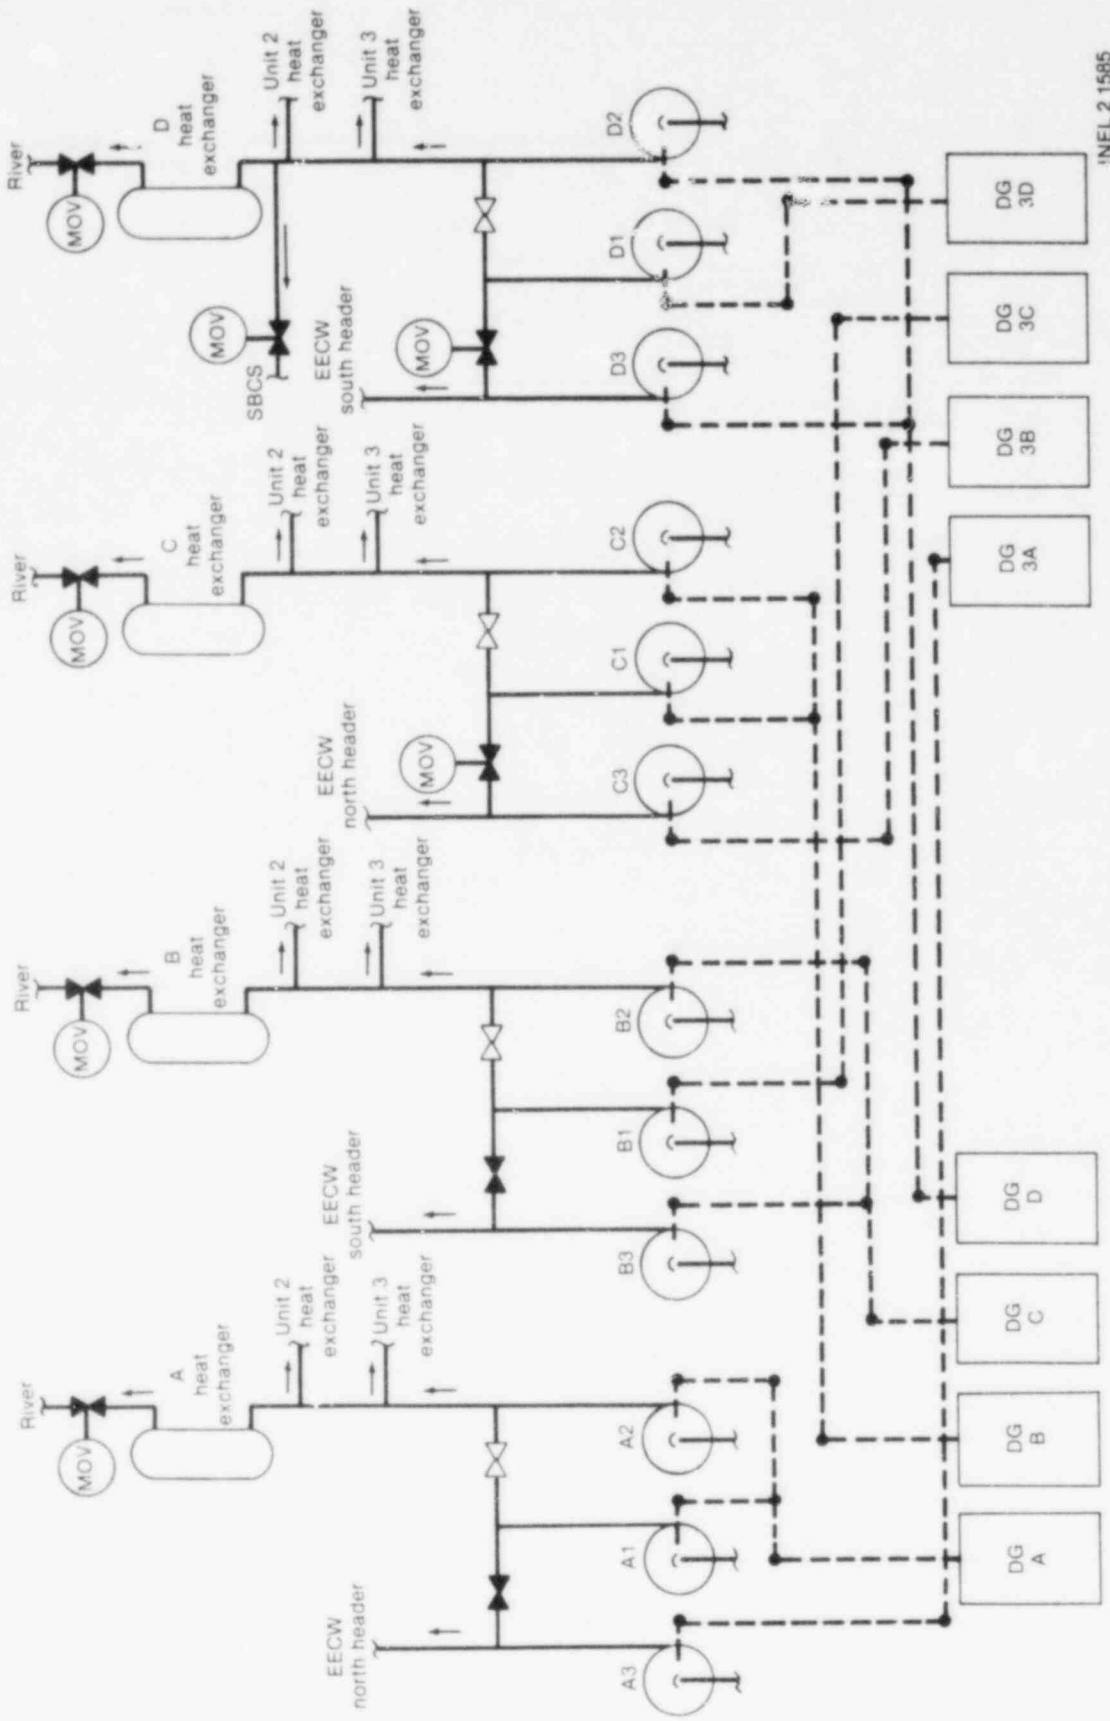 River
MOV
A
heat
exchanger
Unit 2
heat
exchanger
Unit 3
heat
exchanger
EECW
north header
A3
A1
A2
River
MOV
B
heat
exchanger
Unit 2
heat
exchanger
Unit 3
heat
exchanger
EECW
south header
B3
B1
B2
River
MOV
C
heat
exchanger
Unit 2
heat
exchanger
Unit 3
heat
exchanger
EECW
north header
MOV
C3
C1
C2
River
MOV
D
heat
exchanger
Unit 2
heat
exchanger
Unit 3
heat
exchanger
MOV
SBCS
EECW
south header
MOV
D3
D1
D2
DG
A
DG
B
DG
C
DG
D
DG
3A
DG
3B
DG
3C
DG
3D
INEL 2 1585